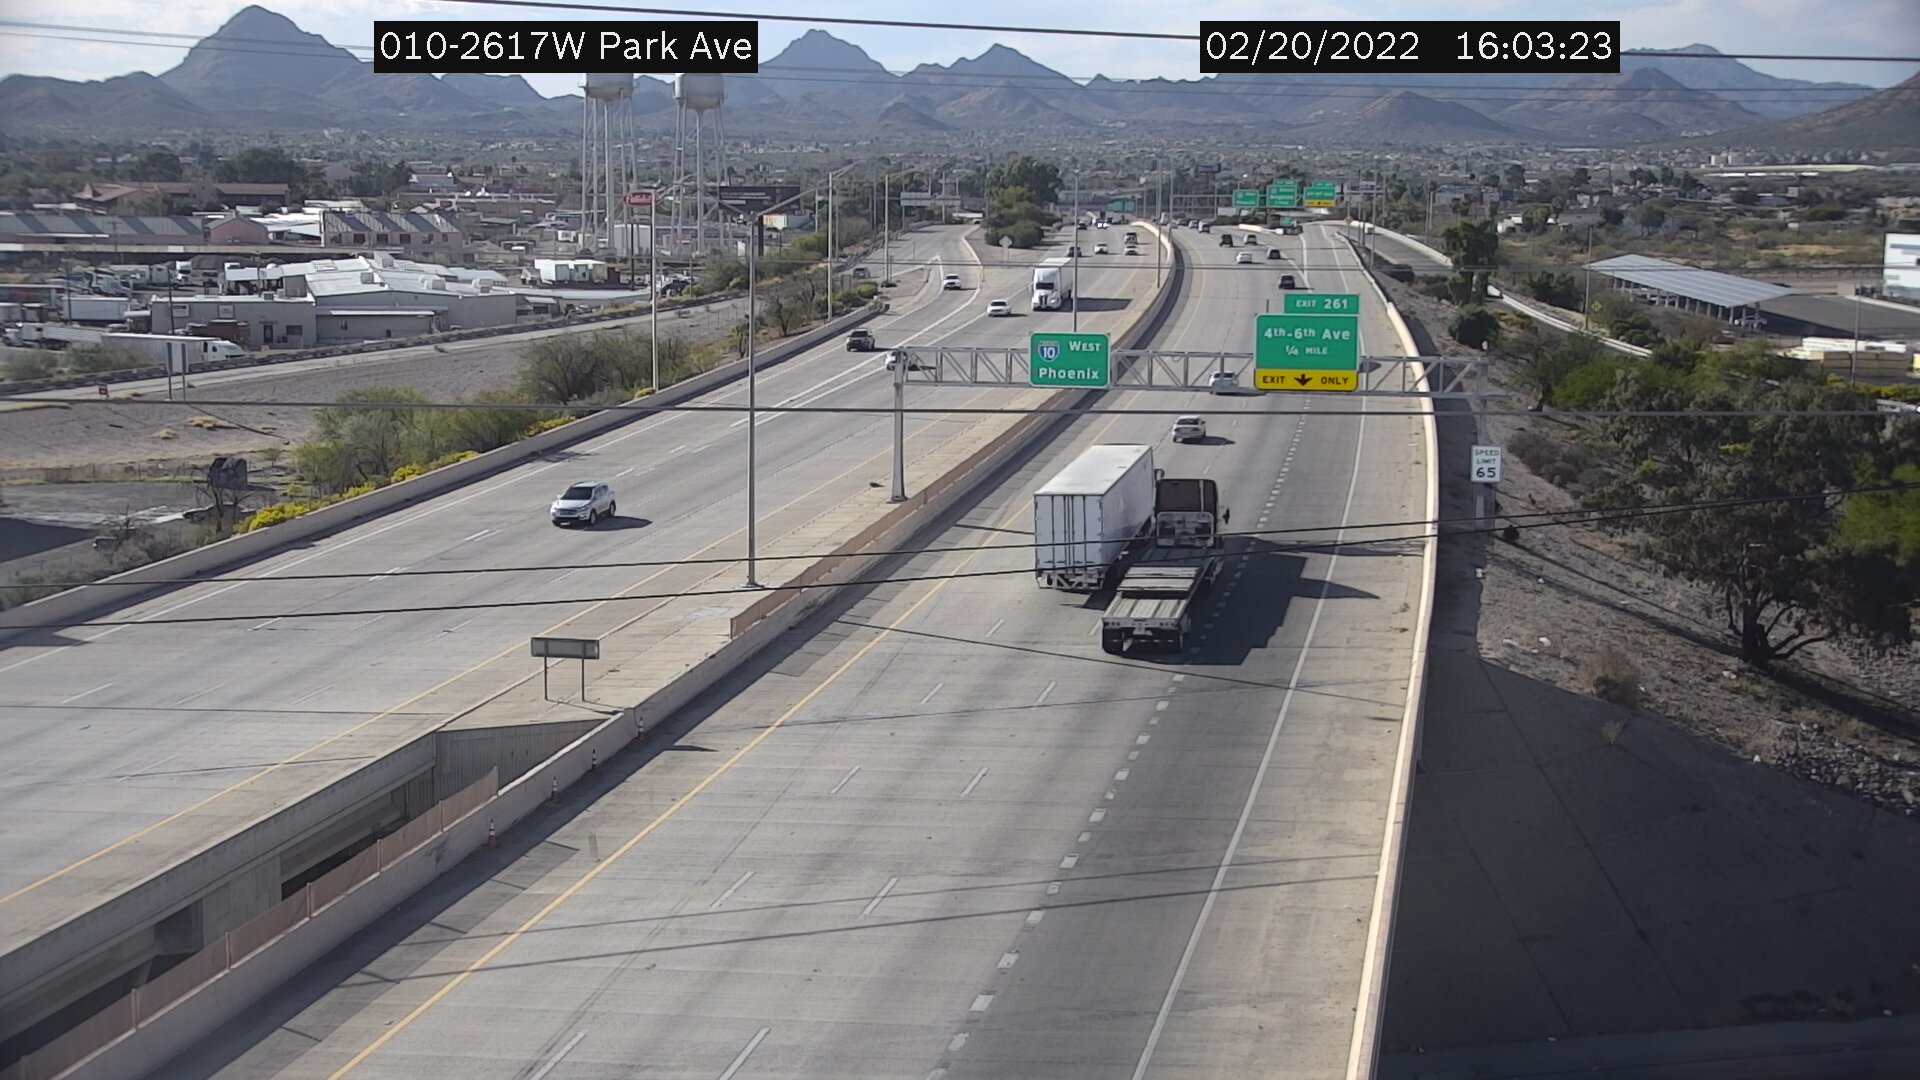 010-2617W Park Ave
02/20/2022 16:03:23
EXIT 261
10 WEST
Phoenix
4th-6th Ave
1/4 MILE
EXIT ONLY
SPEED
LIMIT
65